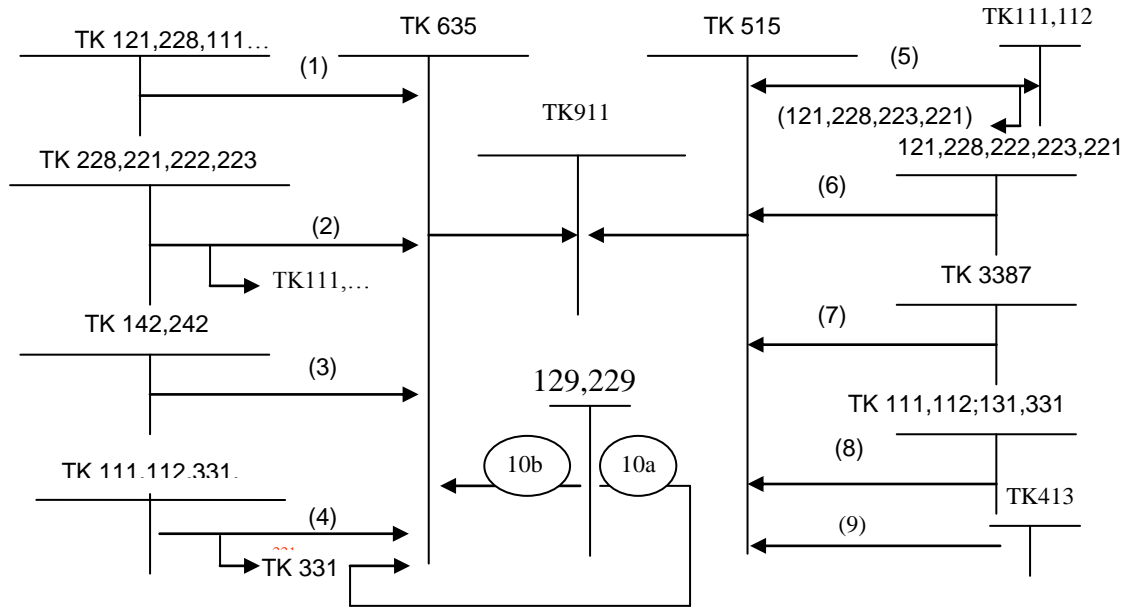 TK 121,228,111…
TK 635
TK 515
TK111,112
(1)
(5)
TK911
(121,228,223,221)
TK 228,221,222,223
121,228,222,223,221
(2)
(6)
TK111,…
TK 3387
TK 142,242
(7)
(3)
129,229
TK 111,112;131,331
TK 111,112,331,
10b
10a
(8)
TK413
(4)
(9)
TK 331